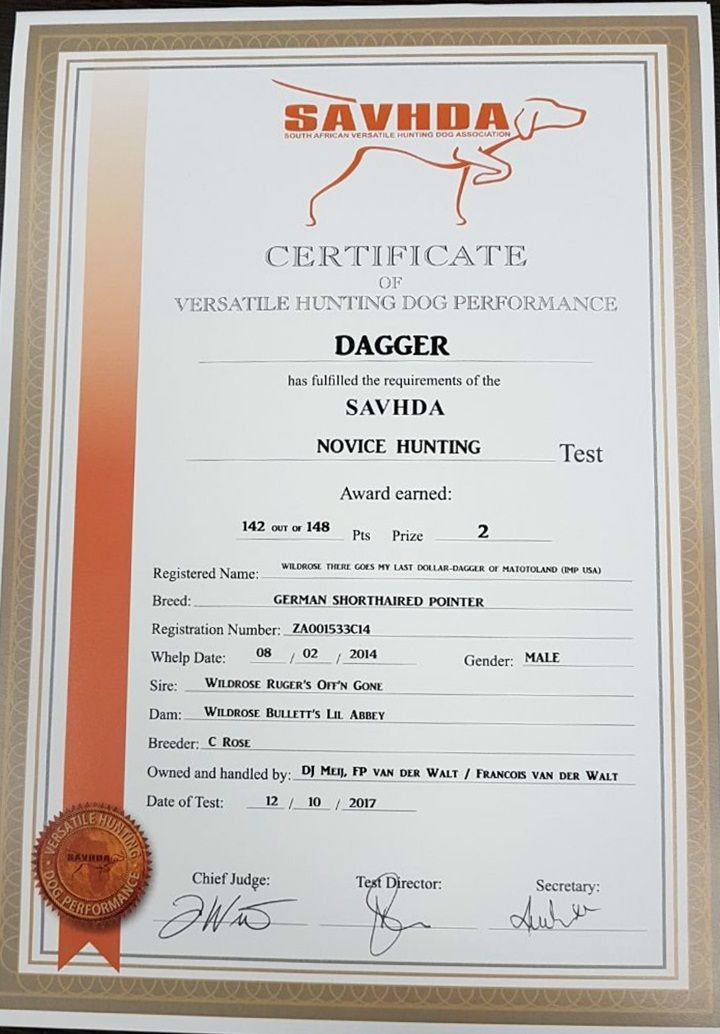 SAVHDA
SOUTH AFRICAN VERSATILE HUNTING DOG ASSOCIATION
CERTIFICATE
OF
VERSATILE HUNTING DOG PERFORMANCE
DAGGER
has fulfilled the requirements of the
SAVHDA
NOVICE HUNTING Test
Award earned:
142 OUT OF 148 Pts Prize 2
Registered Name: WILDROSE THERE GOES MY LAST DOLLAR-DAGGER OF MATOTOLAND (IMP USA)
Breed: GERMAN SHORTHAIRED POINTER
Registration Number: ZA001533C14
Whelp Date: 08 / 02 / 2014 Gender: MALE
Sire: WILDROSE RUGER'S OFF'N GONE
Dam: WILDROSE BULLETT'S LIL ABBEY
Breeder: C ROSE
Owned and handled by: DJ MEIJ, FP VAN DER WALT / FRANCOIS VAN DER WALT
Date of Test: 12 / 10 / 2017
VERSATILE HUNTING
SAVHDA
DOG PERFORMANCE
Chief Judge: Test Director: Secretary: